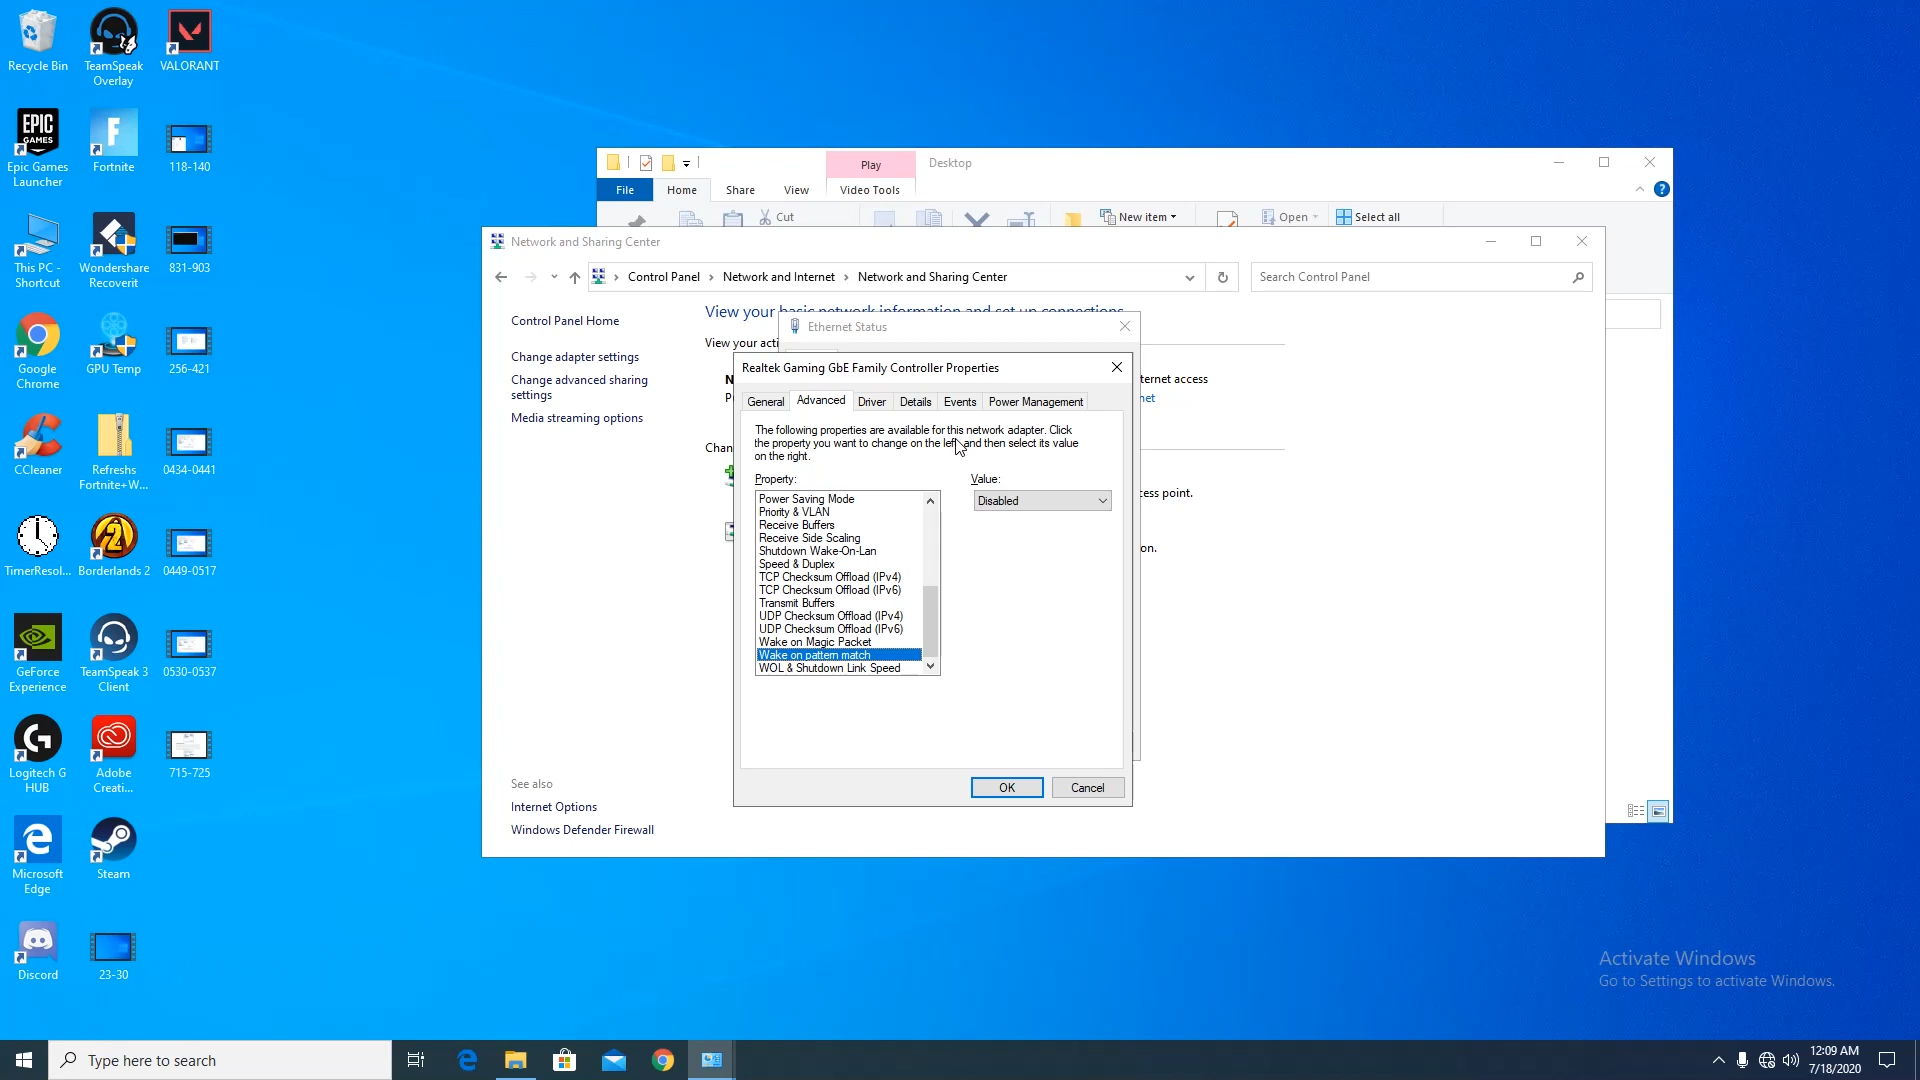 Recycle Bin
TeamSpeak
Overlay
VALORANT
Epic Games
Launcher
Fortnite
118-140
This PC -
Shortcut
Wondershare
Recoverit
831-903
Google
Chrome
GPU Temp
256-421
CCleaner
Refreshs
Fortnite+W...
0434-0441
TimerResol...
Borderlands 2
0449-0517
GeForce
Experience
TeamSpeak 3
Client
0530-0537
Logitech G
HUB
Adobe
Creati...
715-725
Microsoft
Edge
Steam
Discord
23-30
Play
Desktop
File
Home
Share
View
Video Tools
Cut
New item
Open
Select all
Network and Sharing Center
Control Panel
Network and Internet
Network and Sharing Center
Search Control Panel
Control Panel Home
Change adapter settings
Change advanced sharing
settings
Media streaming options
See also
Internet Options
Windows Defender Firewall
View your basic network information and set up connections
View your acti
ternet access
net
Chan
ess point.
on.
Ethernet Status
Realtek Gaming GbE Family Controller Properties
General
Advanced
Driver
Details
Events
Power Management
The following properties are available for this network adapter. Click
the property you want to change on the left and then select its value
on the right.
Property:
Value:
Power Saving Mode
Priority & VLAN
Receive Buffers
Receive Side Scaling
Shutdown Wake-On-Lan
Speed & Duplex
TCP Checksum Offload (IPv4)
TCP Checksum Offload (IPv6)
Transmit Buffers
UDP Checksum Offload (IPv4)
UDP Checksum Offload (IPv6)
Wake on Magic Packet
Wake on pattern match
WOL & Shutdown Link Speed
Disabled
OK
Cancel
Activate Windows
Go to Settings to activate Windows.
Type here to search
12:09 AM
7/18/2020